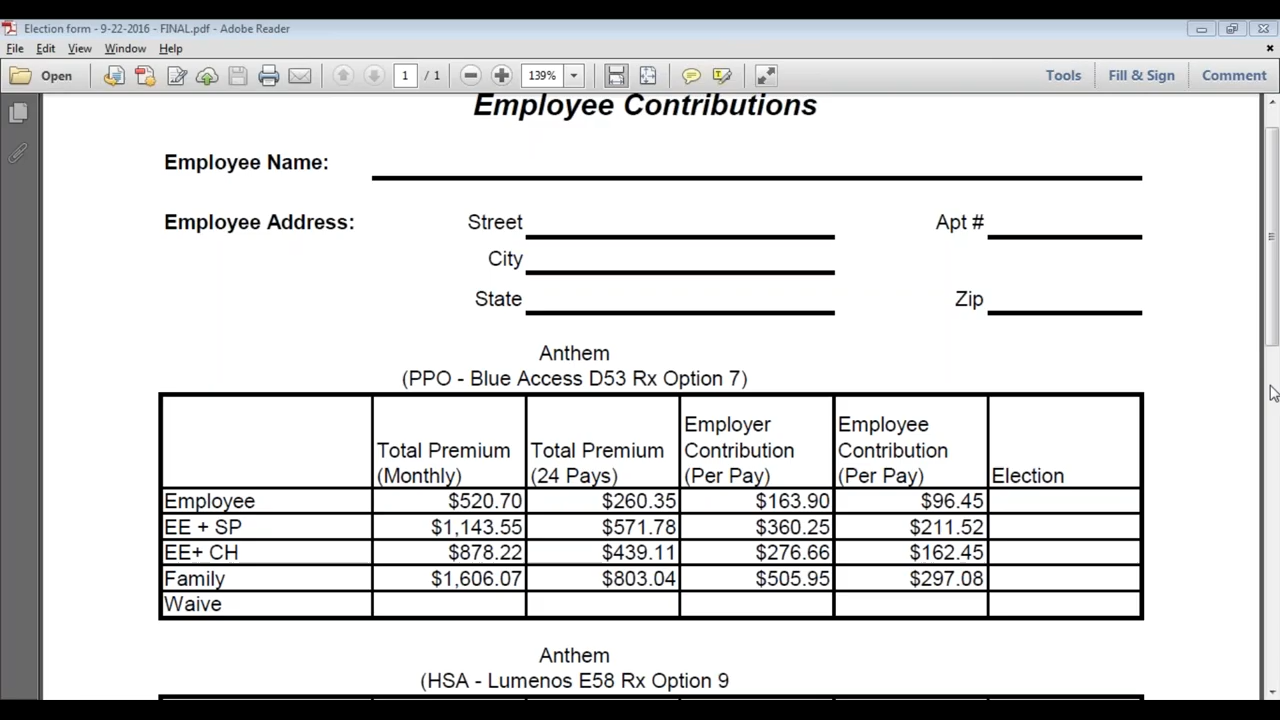 Election form - 9-22-2016 - FINAL.pdf - Adobe Reader
File Edit View Window Help
Open 1 / 1 139% Tools Fill & Sign Comment
Employee Contributions
Employee Name:
Employee Address: Street Apt #
City
State Zip
Anthem
(PPO - Blue Access D53 Rx Option 7)
Total Premium (Monthly) Total Premium (24 Pays) Employer Contribution (Per Pay) Employee Contribution (Per Pay) Election
Employee $520.70 $260.35 $163.90 $96.45
EE + SP $1,143.55 $571.78 $360.25 $211.52
EE+ CH $878.22 $439.11 $276.66 $162.45
Family $1,606.07 $803.04 $505.95 $297.08
Waive
Anthem
(HSA - Lumenos E58 Rx Option 9